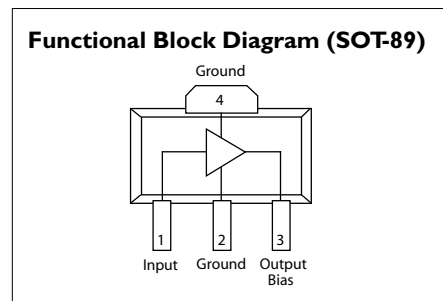 Functional Block Diagram (SOT-89)
Ground
4
1 2 3
Input Ground Output
Bias